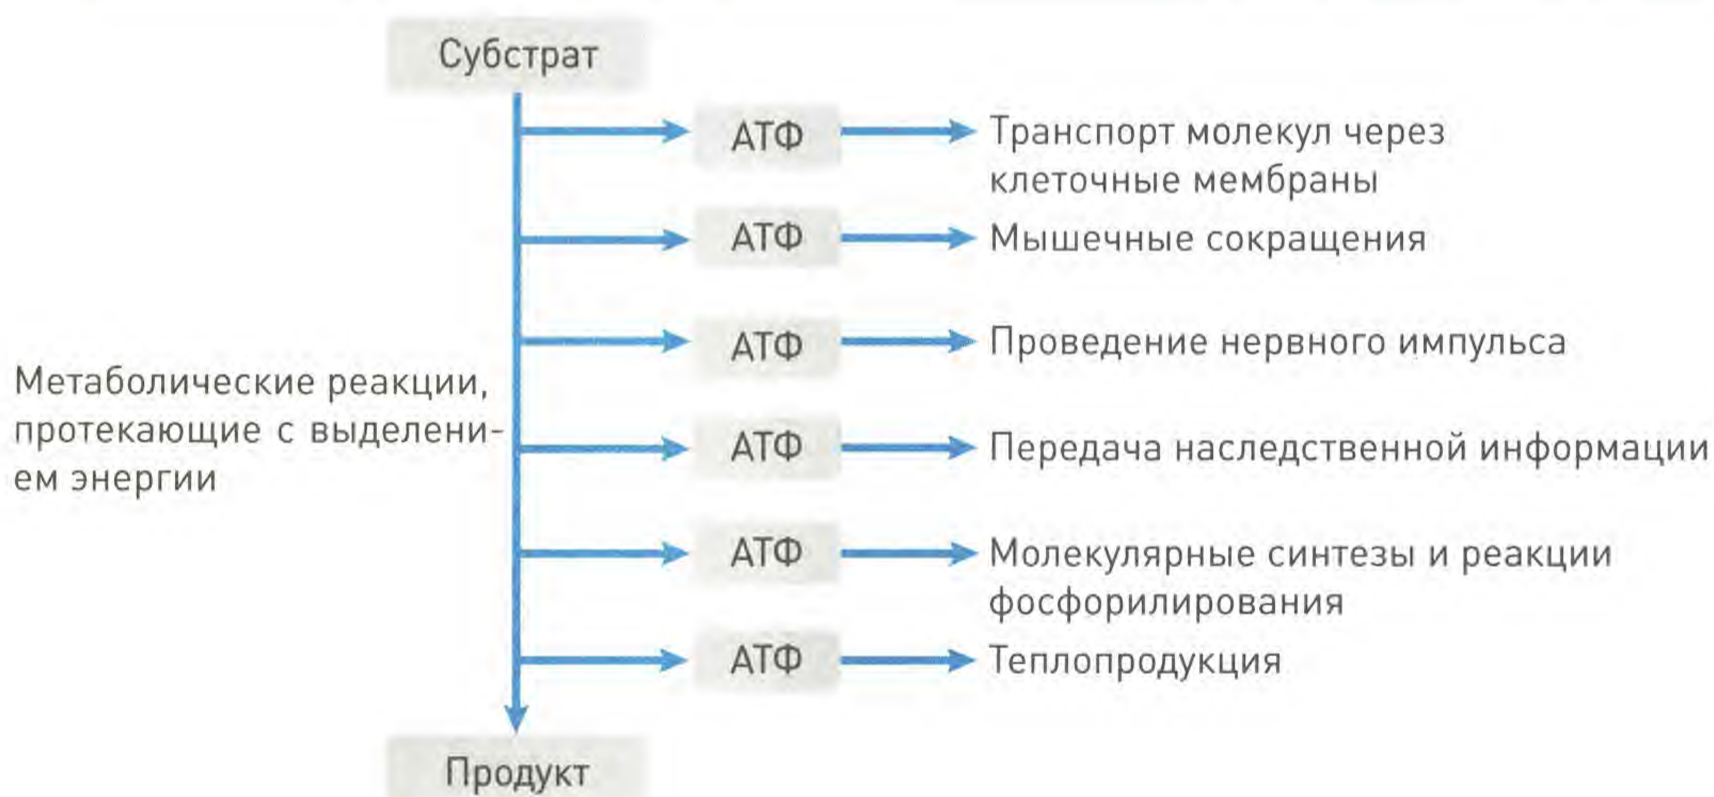 Субстрат
АТФ
Транспорт молекул через
клеточные мембраны
АТФ
Мышечные сокращения
АТФ
Проведение нервного импульса
Метаболические реакции,
протекающие с выделени-
ем энергии
АТФ
Передача наследственной информации
АТФ
Молекулярные синтезы и реакции
фосфорилирования
АТФ
Теплопродукция
Продукт